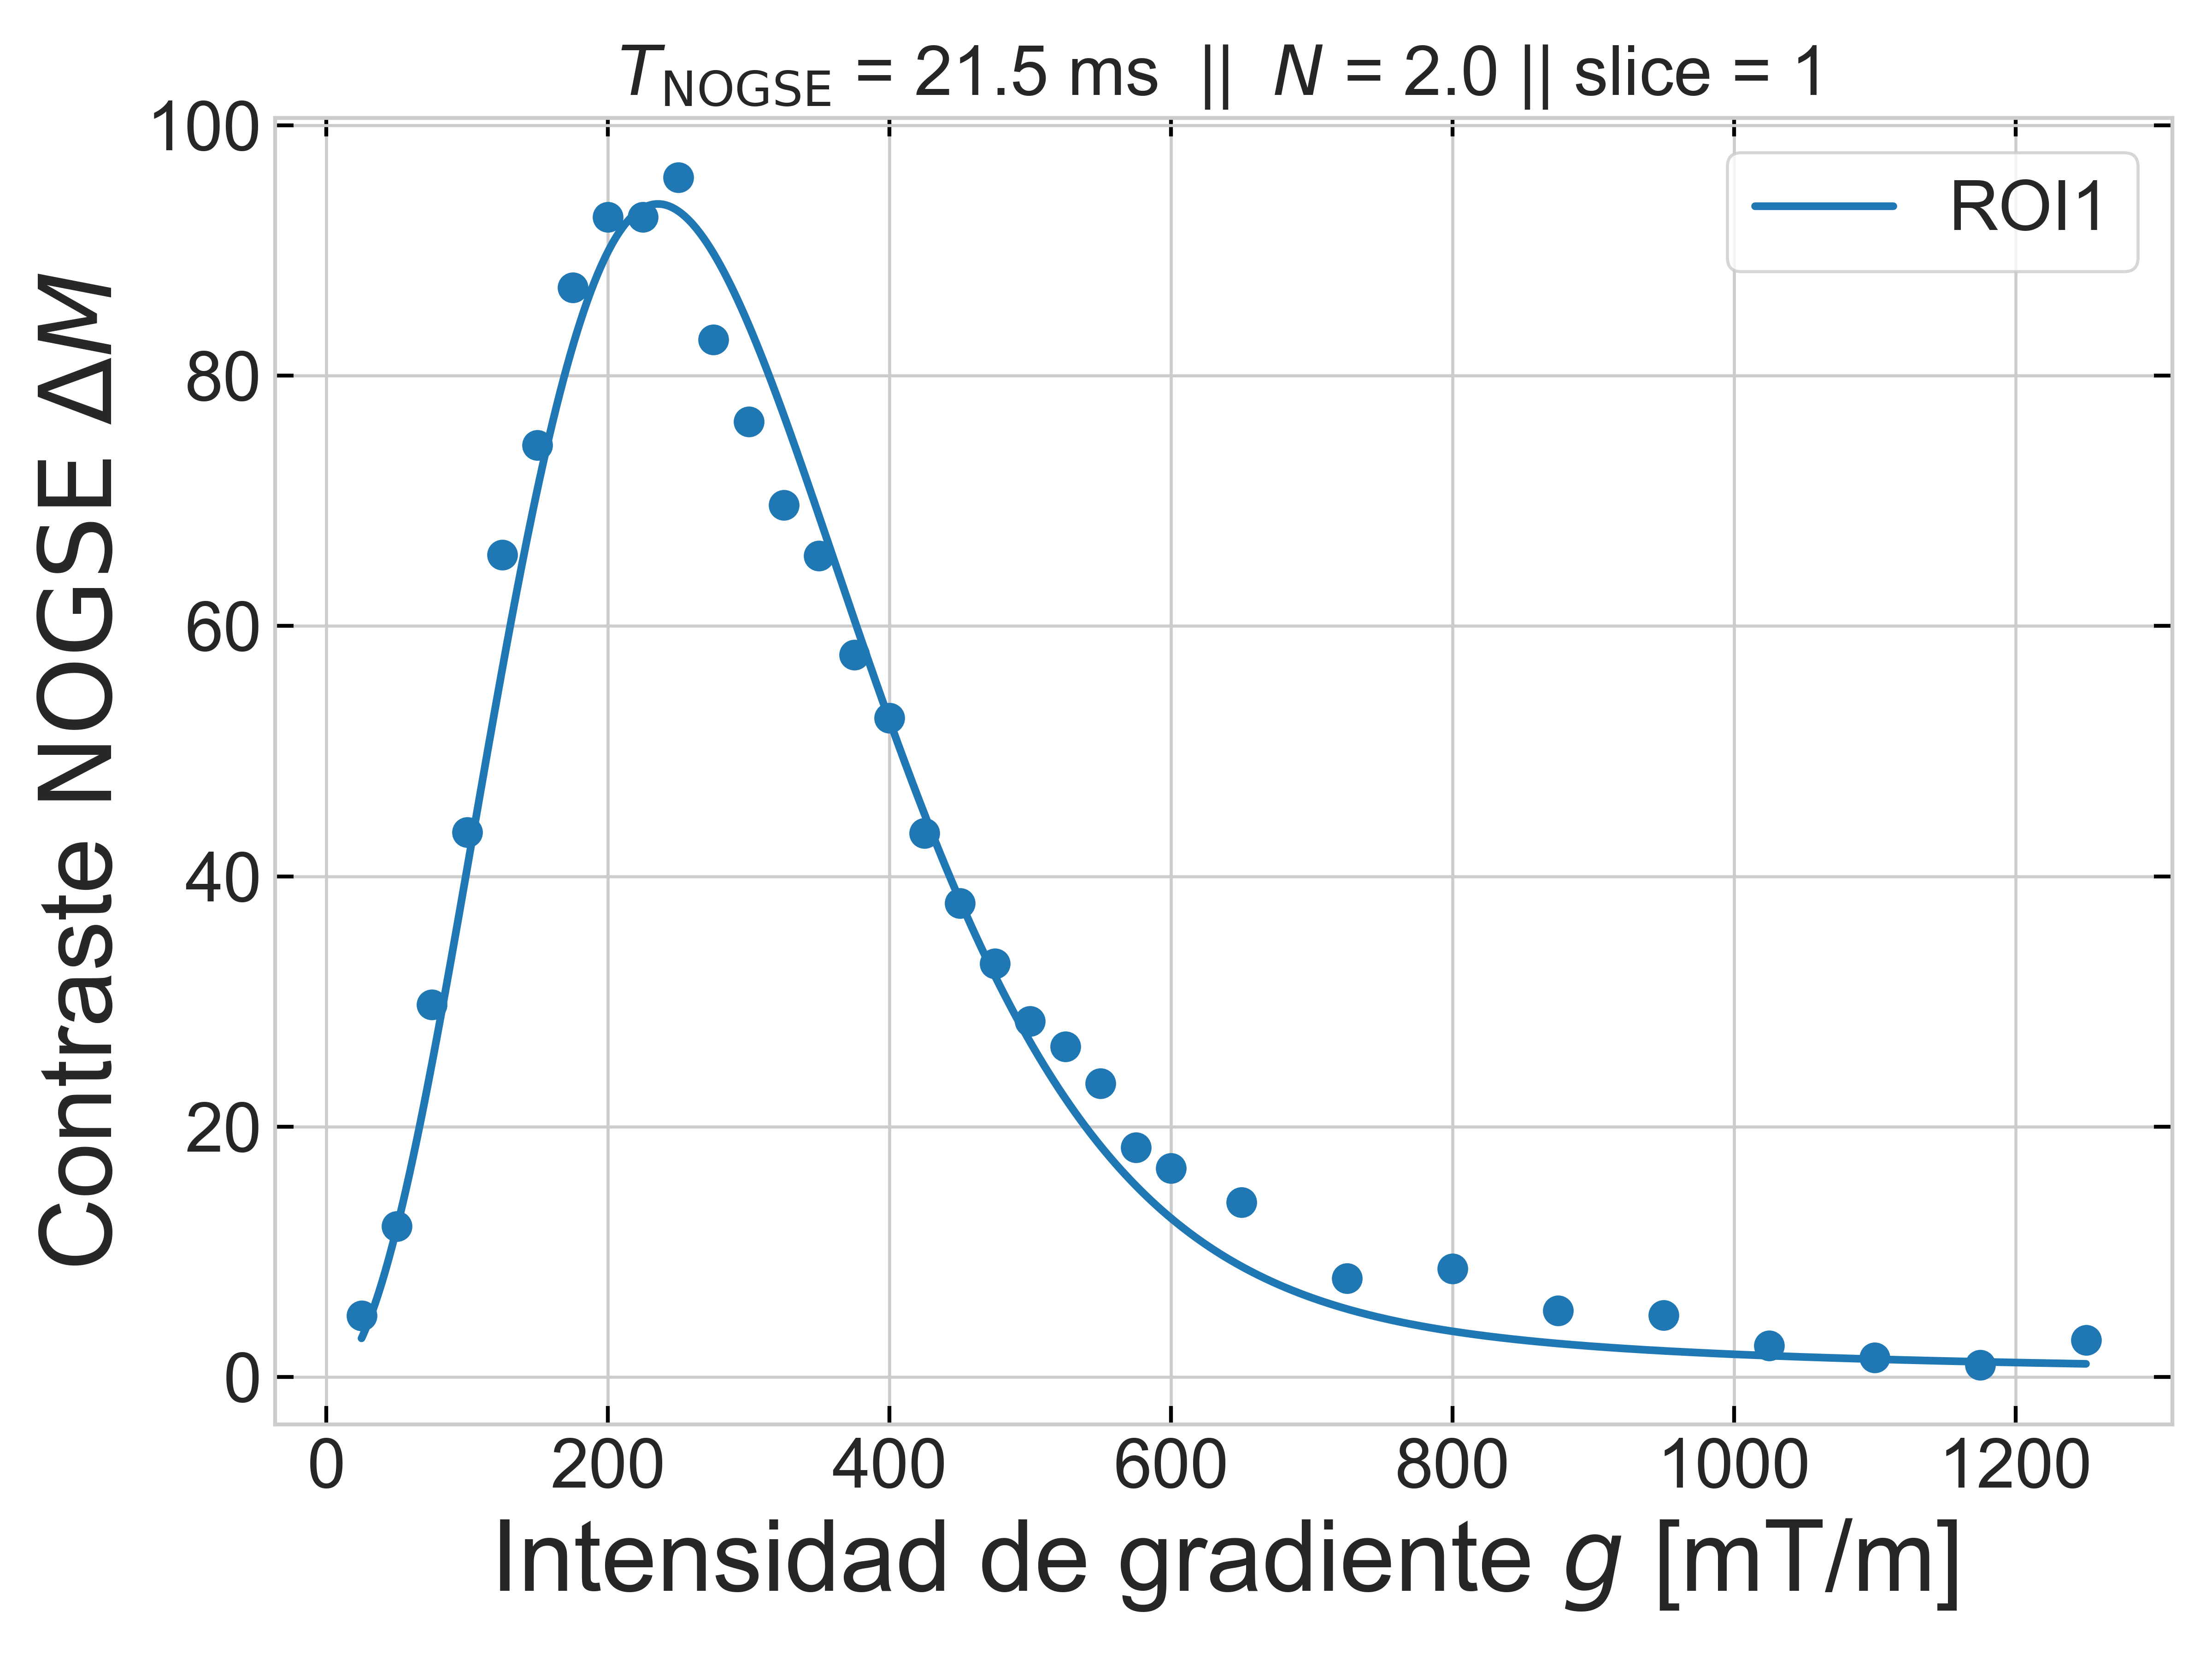 T_NOGSE = 21.5 ms || N = 2.0 || slice = 1
ROI1
Contraste NOGSE ΔM
100
80
60
40
20
0
0 200 400 600 800 1000 1200
Intensidad de gradiente g [mT/m]